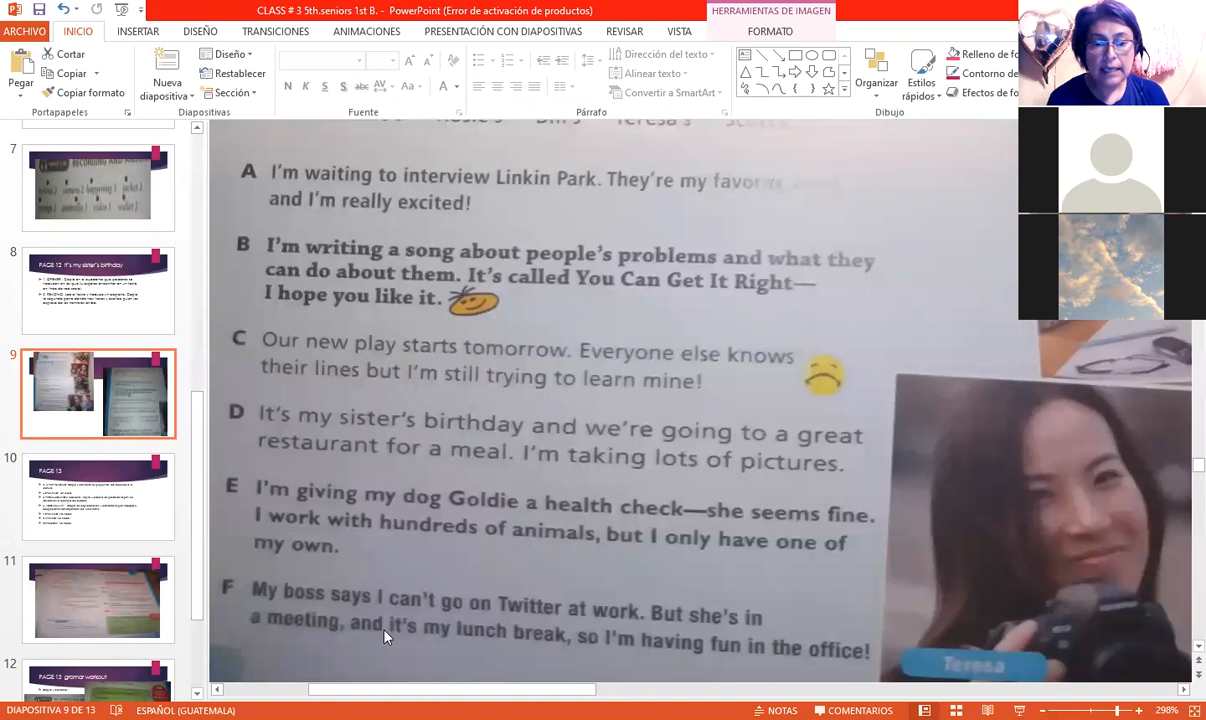 CLASS # 3 5th.seniors 1st B. - PowerPoint (Error de activación de productos)
HERRAMIENTAS DE IMAGEN
ARCHIVO INICIO INSERTAR DISEÑO TRANSICIONES ANIMACIONES PRESENTACIÓN CON DIAPOSITIVAS REVISAR VISTA FORMATO
Pegar
Cortar
Copiar
Copiar formato
Portapapeles
Nueva
diapositiva
Diseño
Restablecer
Sección
Diapositivas
N K S S abc AV Aa A
Fuente
Dirección del texto
Alinear texto
Convertir a SmartArt
Párrafo
Organizar
Estilos
rápidos
Relleno de fo
Contorno de
Efectos de fo
Dibujo
7
8
PAGE 12 It's my sister's birthday
9
10
PAGE 13
11
12
PAGE 13 grammar workout
A I'm waiting to interview Linkin Park. They're my
and I'm really excited!
B I'm writing a song about people's problems and what they
can do about them. It's called You Can Get It Right—
I hope you like it.
C Our new play starts tomorrow. Everyone else knows
their lines but I'm still trying to learn mine!
D It's my sister's birthday and we're going to a great
restaurant for a meal. I'm taking lots of pictures.
E I'm giving my dog Goldie a health check—she seems fine.
I work with hundreds of animals, but I only have one of
my own.
F My boss says I can't go on Twitter at work. But she's in
a meeting, and it's my lunch break, so I'm having fun in the office!
Teresa
DIAPOSITIVA 9 DE 13 ESPAÑOL (GUATEMALA) NOTAS COMENTARIOS 298%